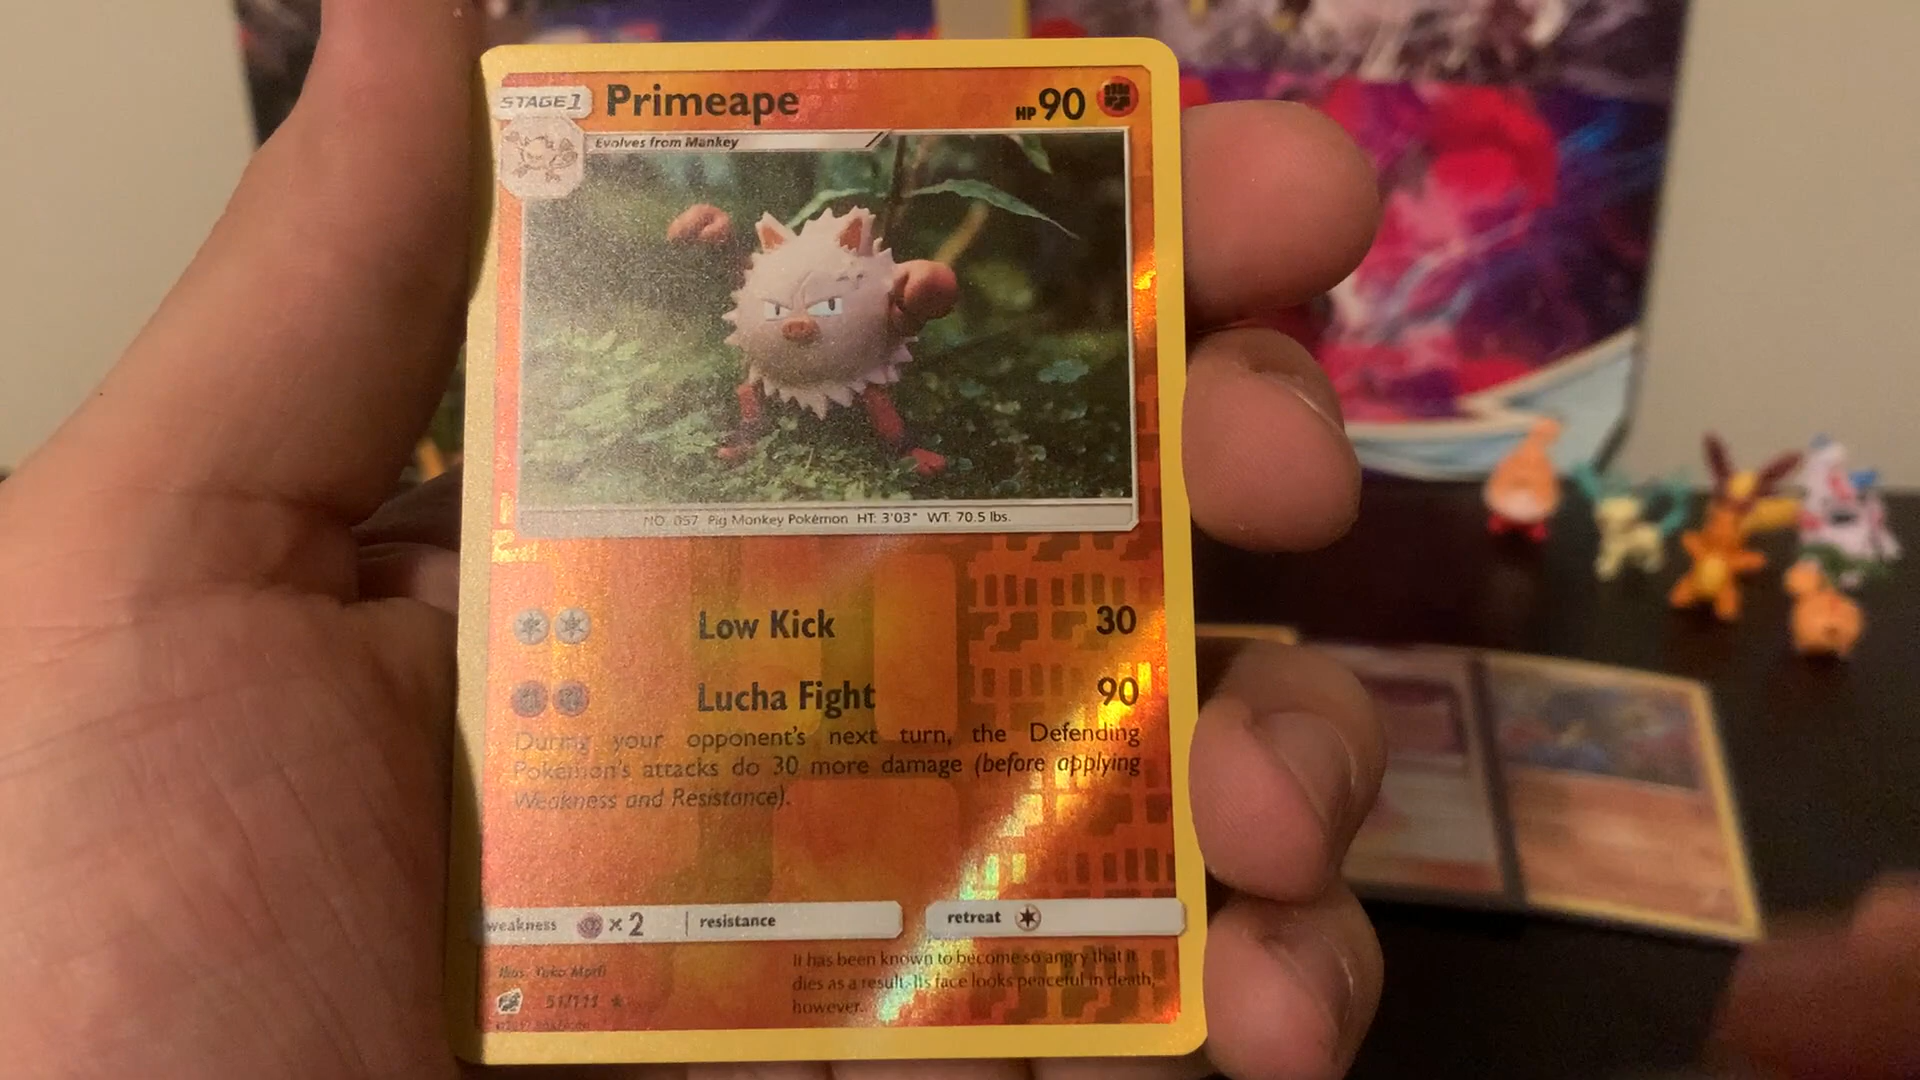 STAGE 1 Primeape HP 90
Evolves from Mankey
NO. 057 Pig Monkey Pokémon HT: 3'03" WT: 70.5 lbs.
Low Kick 30
Lucha Fight 90
During your opponent's next turn, the Defending
Pokémon's attacks do 30 more damage (before applying
Weakness and Resistance).
weakness ×2 resistance retreat
It has been known to become so angry that it
dies as a result. Its face looks peaceful in death,
however.
Illus. Yuka Morii
51/111